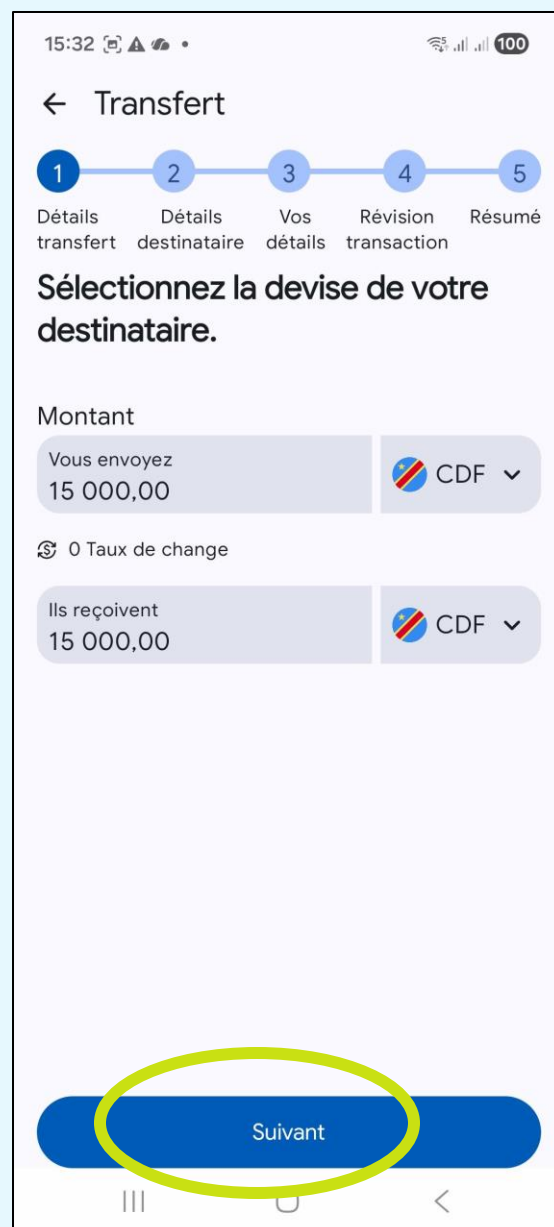 15:32
100
Transfert
1 2 3 4 5
Détails transfert
Détails destinataire
Vos détails
Révision transaction
Résumé
Sélectionnez la devise de votre
destinataire.
Montant
Vous envoyez
15 000,00
CDF
0 Taux de change
Ils reçoivent
15 000,00
CDF
Suivant